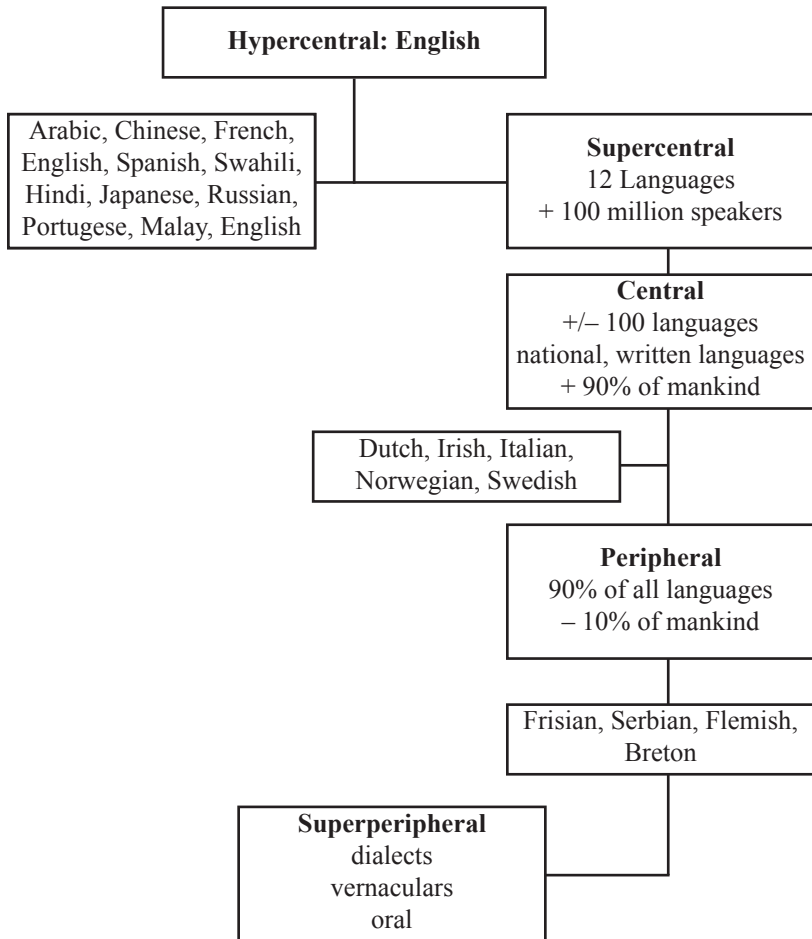 Hypercentral: English
Arabic, Chinese, French,
English, Spanish, Swahili,
Hindi, Japanese, Russian,
Portugese, Malay, English
Supercentral
12 Languages
+ 100 million speakers
Central
+/– 100 languages
national, written languages
+ 90% of mankind
Dutch, Irish, Italian,
Norwegian, Swedish
Peripheral
90% of all languages
– 10% of mankind
Frisian, Serbian, Flemish,
Breton
Superperipheral
dialects
vernaculars
oral